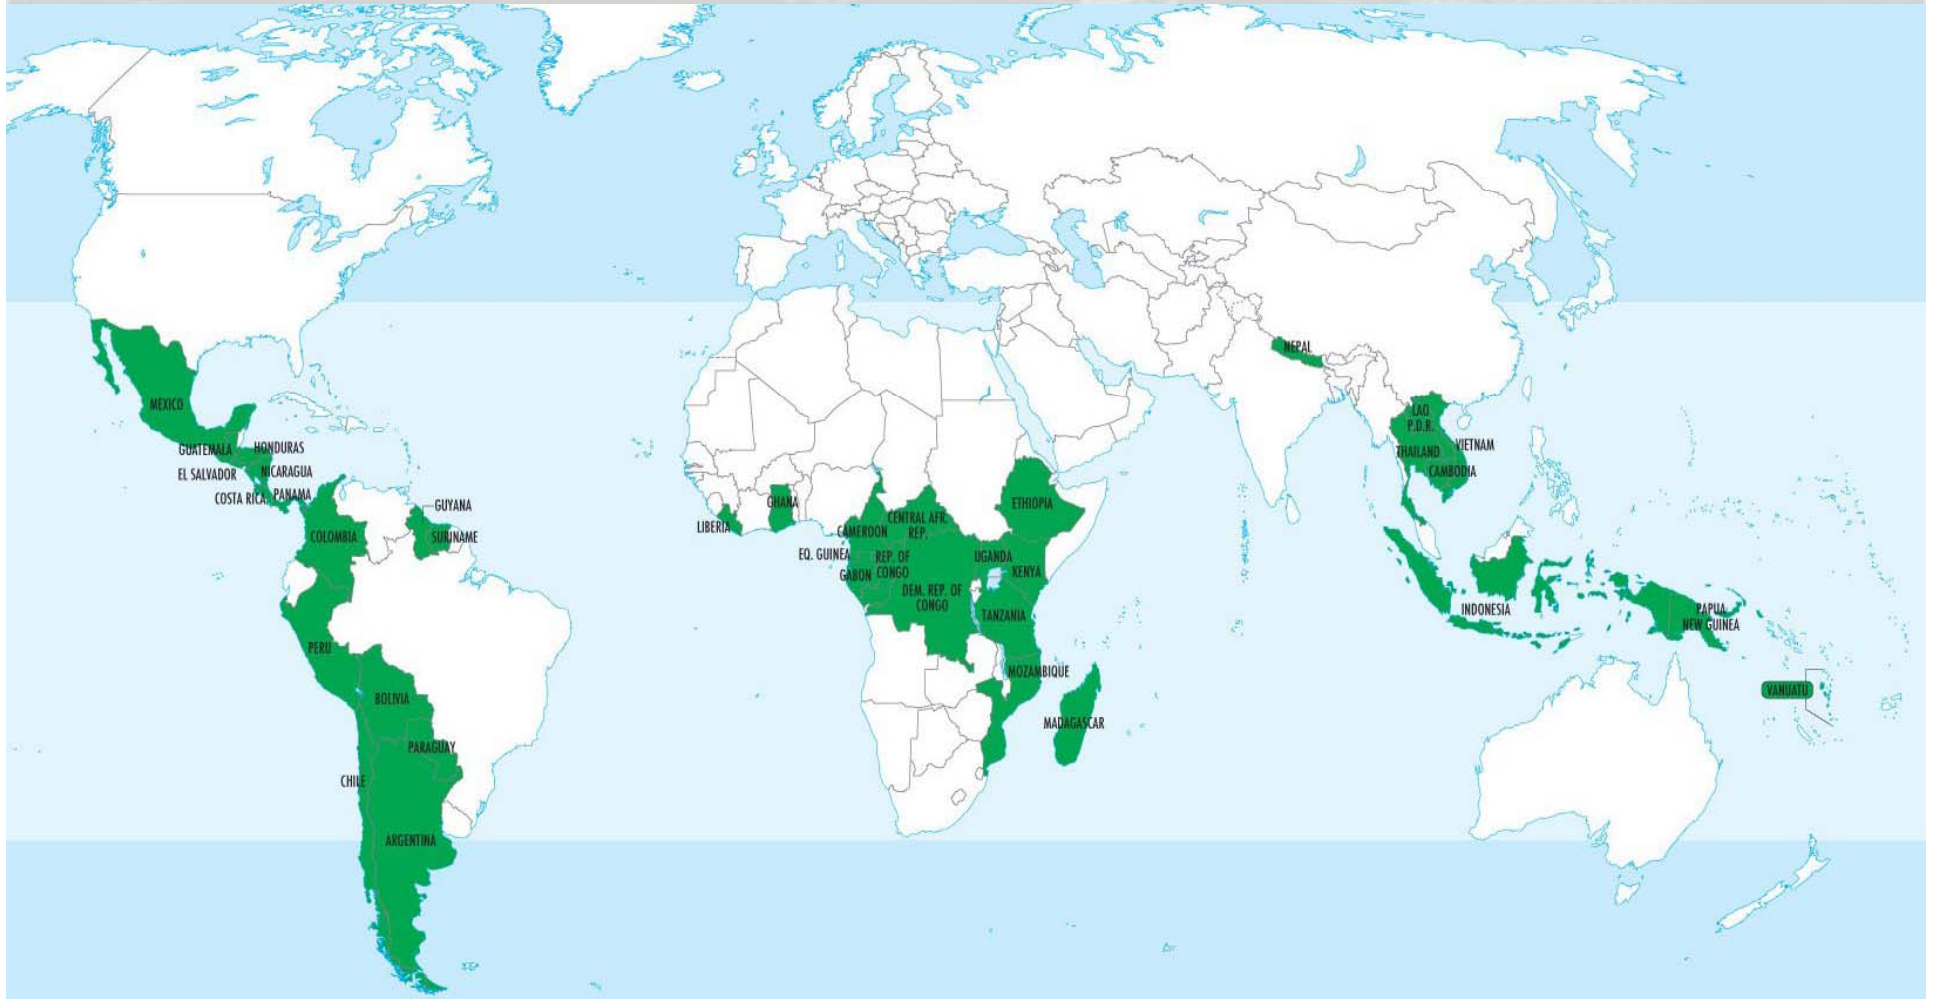 MEXICO
GUATEMALA
HONDURAS
EL SALVADOR
NICARAGUA
COSTA RICA
PANAMA
GUYANA
COLOMBIA
SURINAME
PERU
BOLIVIA
PARAGUAY
CHILE
ARGENTINA
LIBERIA
GHANA
CAMEROON
CENTRAL AFR.
REP.
ETHIOPIA
EQ. GUINEA
GABON
REP. OF
CONGO
UGANDA
KENYA
DEM. REP. OF
CONGO
TANZANIA
MOZAMBIQUE
MADAGASCAR
NEPAL
LAO
P.D.R.
THAILAND
VIETNAM
CAMBODIA
INDONESIA
PAPUA
NEW GUINEA
VANUATU